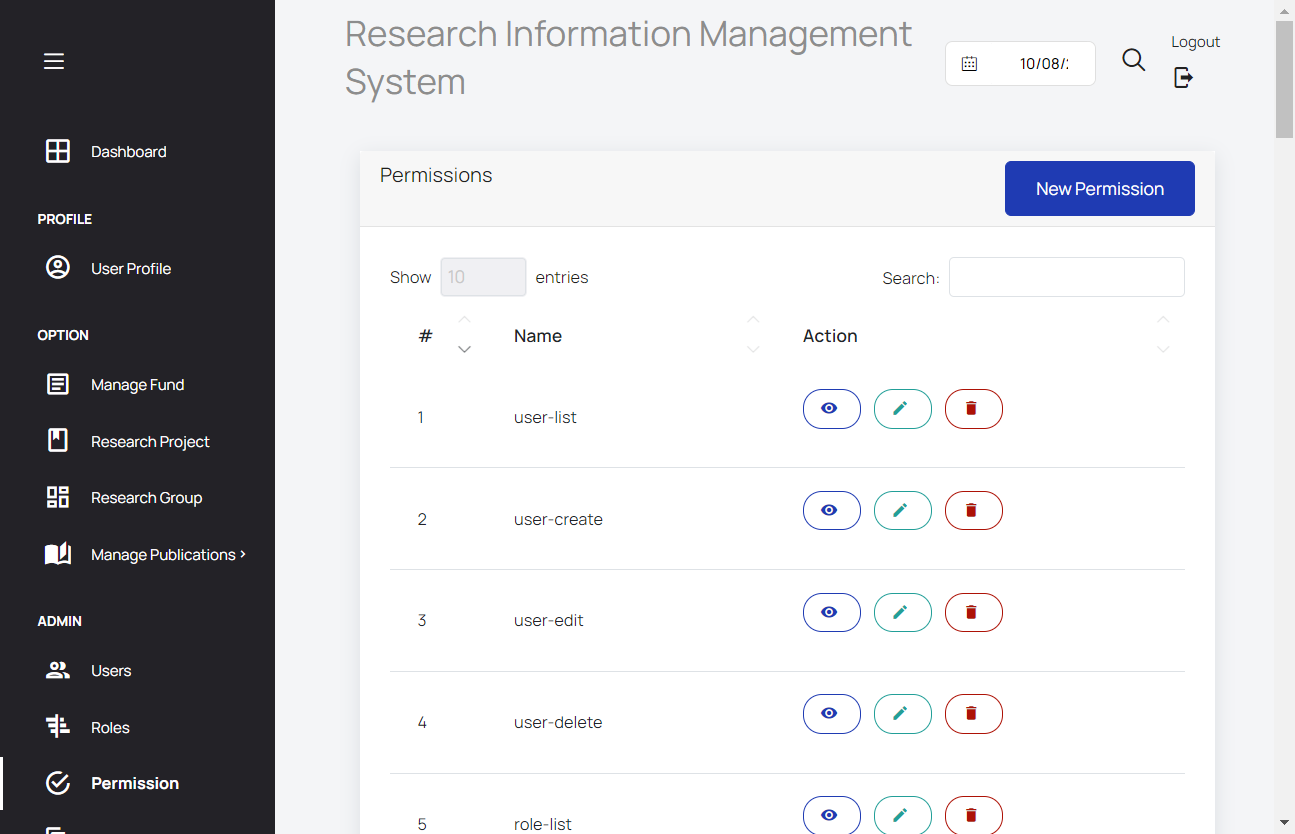 Research Information Management
System
10/08/
Logout
Dashboard
PROFILE
User Profile
OPTION
Manage Fund
Research Project
Research Group
Manage Publications
ADMIN
Users
Roles
Permission
Permissions
New Permission
Show 10 entries
Search:
# Name Action
1 user-list
2 user-create
3 user-edit
4 user-delete
5 role-list